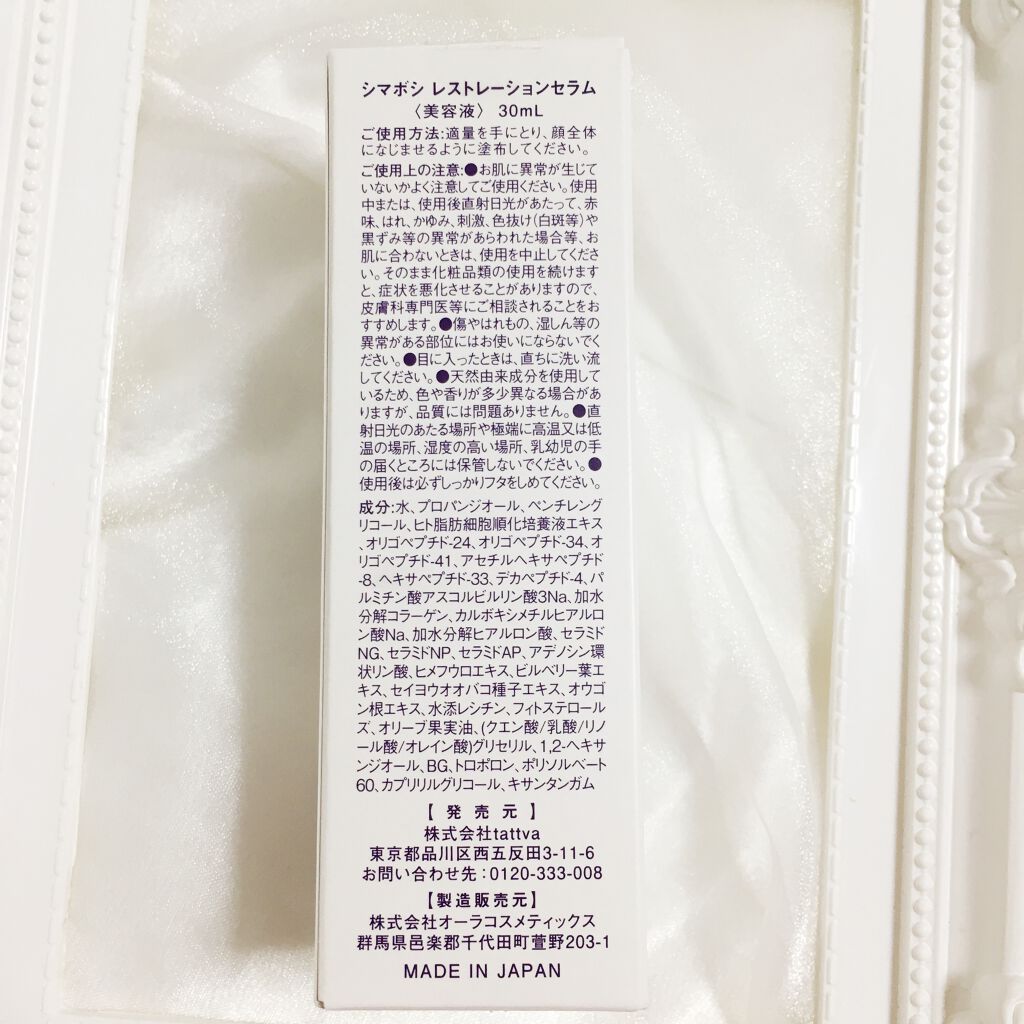 シマボシ レストレーションセラム
〈美容液〉 30mL
ご使用方法:適量を手にとり、顔全体
になじませるように塗布してください。
ご使用上の注意:●お肌に異常が生じて
いないかよく注意してご使用ください。使用
中または、使用後直射日光があたって、赤
味、はれ、かゆみ、刺激、色抜け(白斑等)や
黒ずみ等の異常があらわれた場合等、お
肌に合わないときは、使用を中止してくださ
い。そのまま化粧品類の使用を続けます
と、症状を悪化させることがありますので、
皮膚科専門医等にご相談されることをお
すすめします。●傷やはれもの、湿しん等の
異常がある部位にはお使いにならないでく
ださい。●目に入ったときは、直ちに洗い流
してください。●天然由来成分を使用して
いるため、色や香りが多少異なる場合があ
りますが、品質には問題ありません。●直
射日光のあたる場所や極端に高温又は低
温の場所、湿度の高い場所、乳幼児の手
の届くところには保管しないでください。●
使用後は必ずしっかりフタをしめてください。
成分:水、プロパンジオール、ペンチレング
リコール、ヒト脂肪細胞順化培養液エキス
、オリゴペプチド-24、オリゴペプチド-34、オ
リゴペプチド-41、アセチルヘキサペプチド
-8、ヘキサペプチド-33、デカペプチド-4、パ
ルミチン酸アスコルビルリン酸3Na、加水
分解コラーゲン、カルボキシメチルヒアルロ
ン酸Na、加水分解ヒアルロン酸、セラミド
NG、セラミドNP、セラミドAP、アデノシン環
状リン酸、ヒメフウロエキス、ビルベリー葉エ
キス、セイヨウオオバコ種子エキス、オウゴ
ン根エキス、水添レシチン、フィトステロール
ズ、オリーブ果実油、(クエン酸/乳酸/リノ
ール酸/オレイン酸)グリセリル、1,2-ヘキサ
ンジオール、BG、トロポロン、ポリソルベート
60、カプリリルグリコール、キサンタンガム
【発売元】
株式会社tattva
東京都品川区西五反田3-11-6
お問い合わせ先:0120-333-008
【製造販売元】
株式会社オーラコスメティックス
群馬県邑楽郡千代田町萱野203-1
MADE IN JAPAN